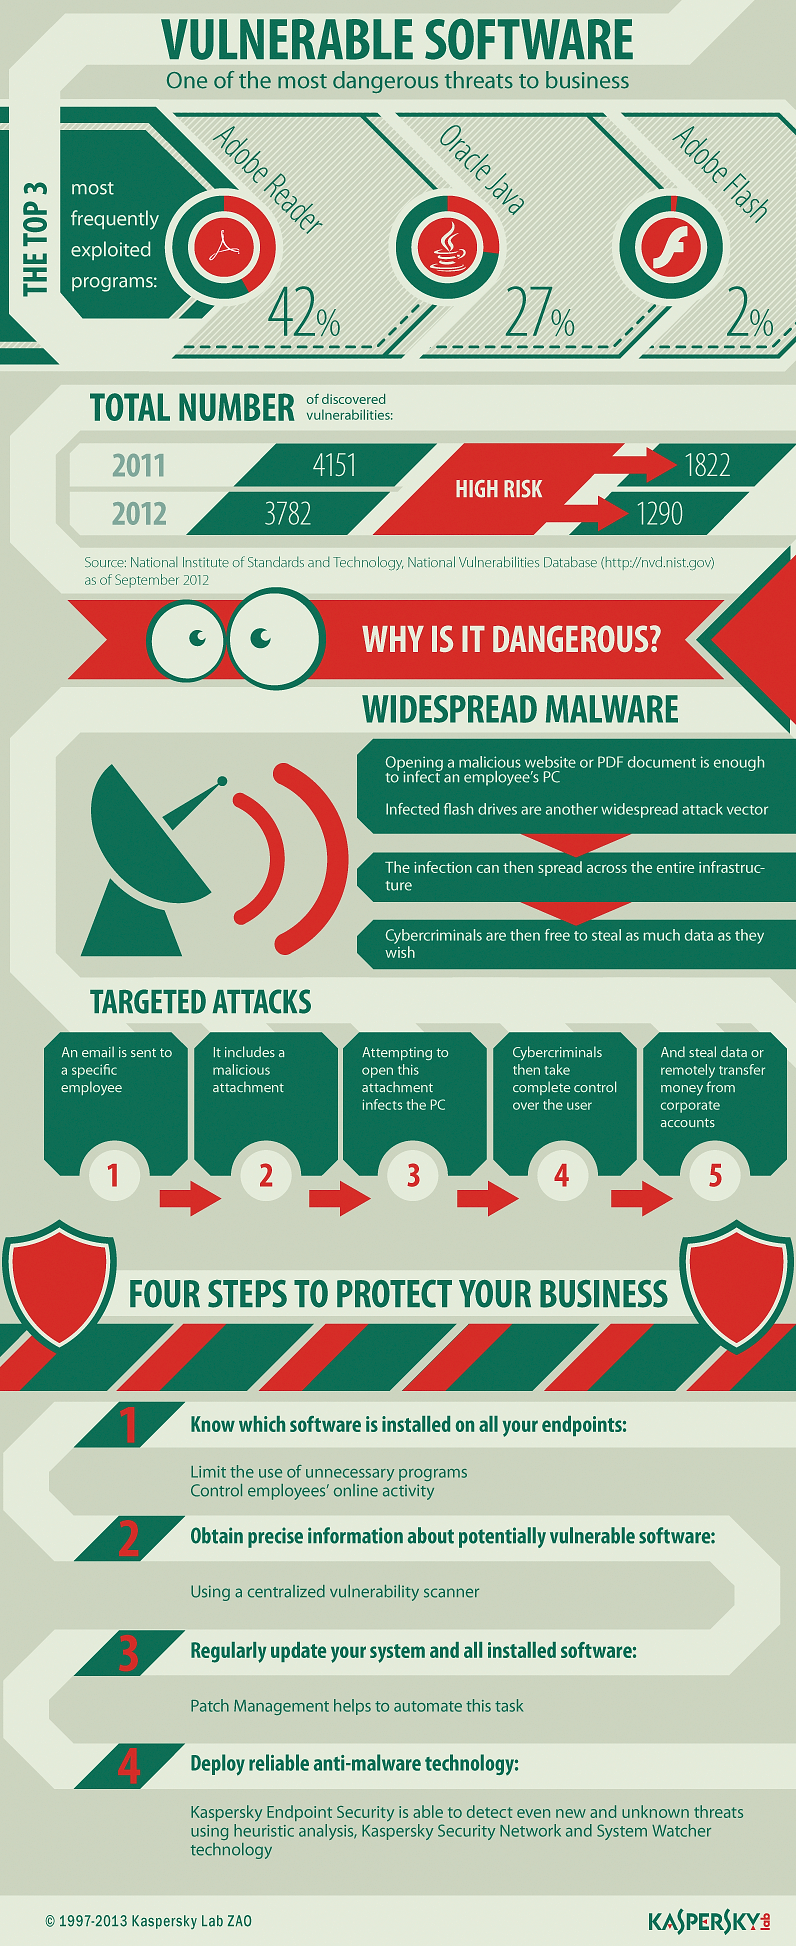 VULNERABLE SOFTWARE
One of the most dangerous threats to business
THE TOP 3
most
frequently
exploited
programs:
Adobe Reader
42%
Oracle Java
27%
Adobe Flash
2%
TOTAL NUMBER
of discovered
vulnerabilities:
2011
4151
HIGH RISK
1822
2012
3782
1290
Source: National Institute of Standards and Technology, National Vulnerabilities Database (http://nvd.nist.gov)
as of September 2012
WHY IS IT DANGEROUS?
WIDESPREAD MALWARE
Opening a malicious website or PDF document is enough
to infect an employee's PC
Infected flash drives are another widespread attack vector
The infection can then spread across the entire infrastruc-
ture
Cybercriminals are then free to steal as much data as they
wish
TARGETED ATTACKS
An email is sent to
a specific
employee
1
It includes a
malicious
attachment
2
Attempting to
open this
attachment
infects the PC
3
Cybercriminals
then take
complete control
over the user
4
And steal data or
remotely transfer
money from
corporate
accounts
5
FOUR STEPS TO PROTECT YOUR BUSINESS
1
Know which software is installed on all your endpoints:
Limit the use of unnecessary programs
Control employees' online activity
2
Obtain precise information about potentially vulnerable software:
Using a centralized vulnerability scanner
3
Regularly update your system and all installed software:
Patch Management helps to automate this task
4
Deploy reliable anti-malware technology:
Kaspersky Endpoint Security is able to detect even new and unknown threats
using heuristic analysis, Kaspersky Security Network and System Watcher
technology
© 1997-2013 Kaspersky Lab ZAO
KASPERSKY lab